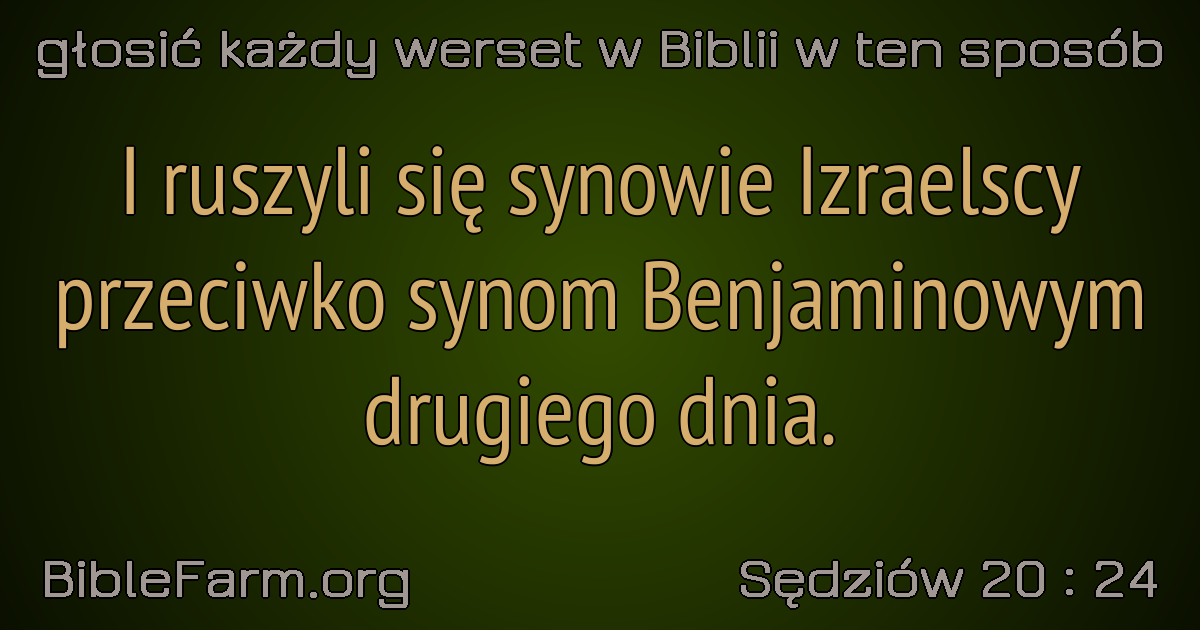 głosić każdy werset w Biblii w ten sposób
I ruszyli się synowie Izraelscy
przeciwko synom Benjaminowym
drugiego dnia.
BibleFarm.org
Sędziów 20 : 24